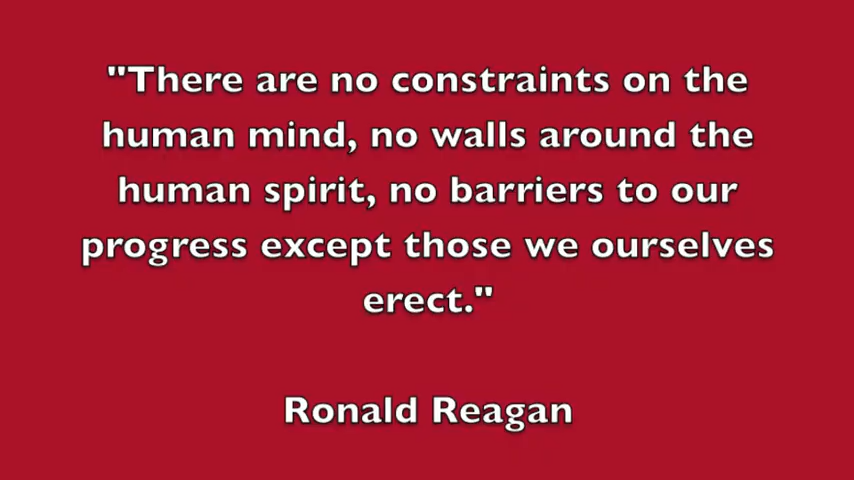 "There are no constraints on the
human mind, no walls around the
human spirit, no barriers to our
progress except those we ourselves
erect."
Ronald Reagan